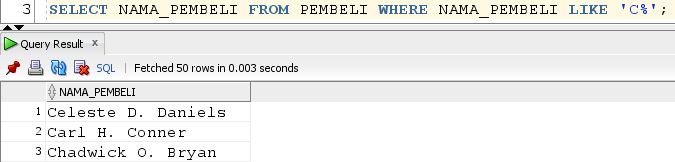 3 SELECT NAMA_PEMBELI FROM PEMBELI WHERE NAMA_PEMBELI LIKE 'C%';
Query Result x
SQL | Fetched 50 rows in 0.003 seconds
NAMA_PEMBELI
1 Celeste D. Daniels
2 Carl H. Conner
3 Chadwick O. Bryan